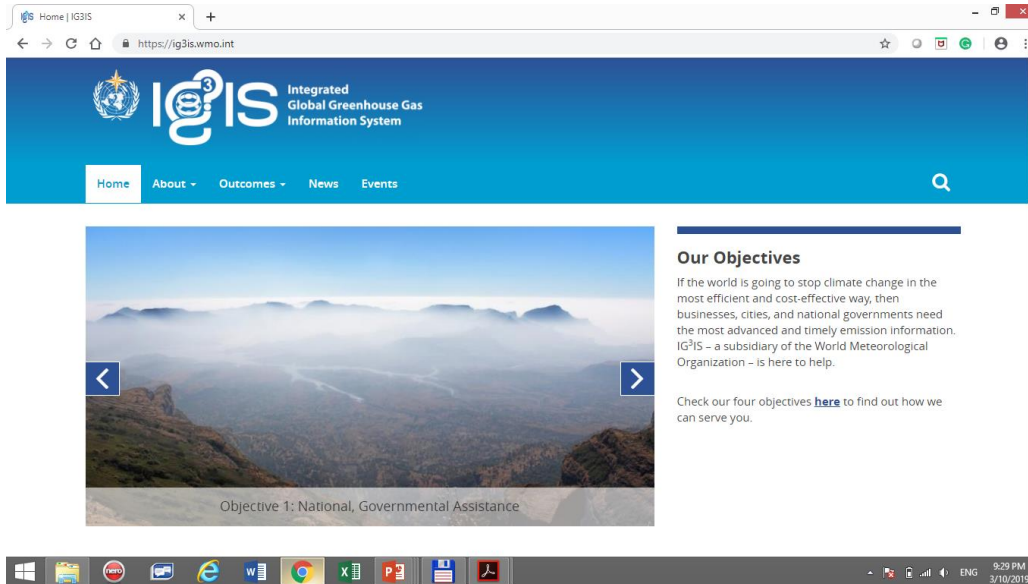 Home | IG3IS
https://ig3is.wmo.int
IG3IS
Integrated
Global Greenhouse Gas
Information System
Home About Outcomes News Events
Our Objectives
If the world is going to stop climate change in the
most efficient and cost-effective way, then
businesses, cities, and national governments need
the most advanced and timely emission information.
IG³IS – a subsidiary of the World Meteorological
Organization – is here to help.
Check our four objectives here to find out how we
can serve you.
Objective 1: National, Governmental Assistance
nero
ENG
9:29 PM